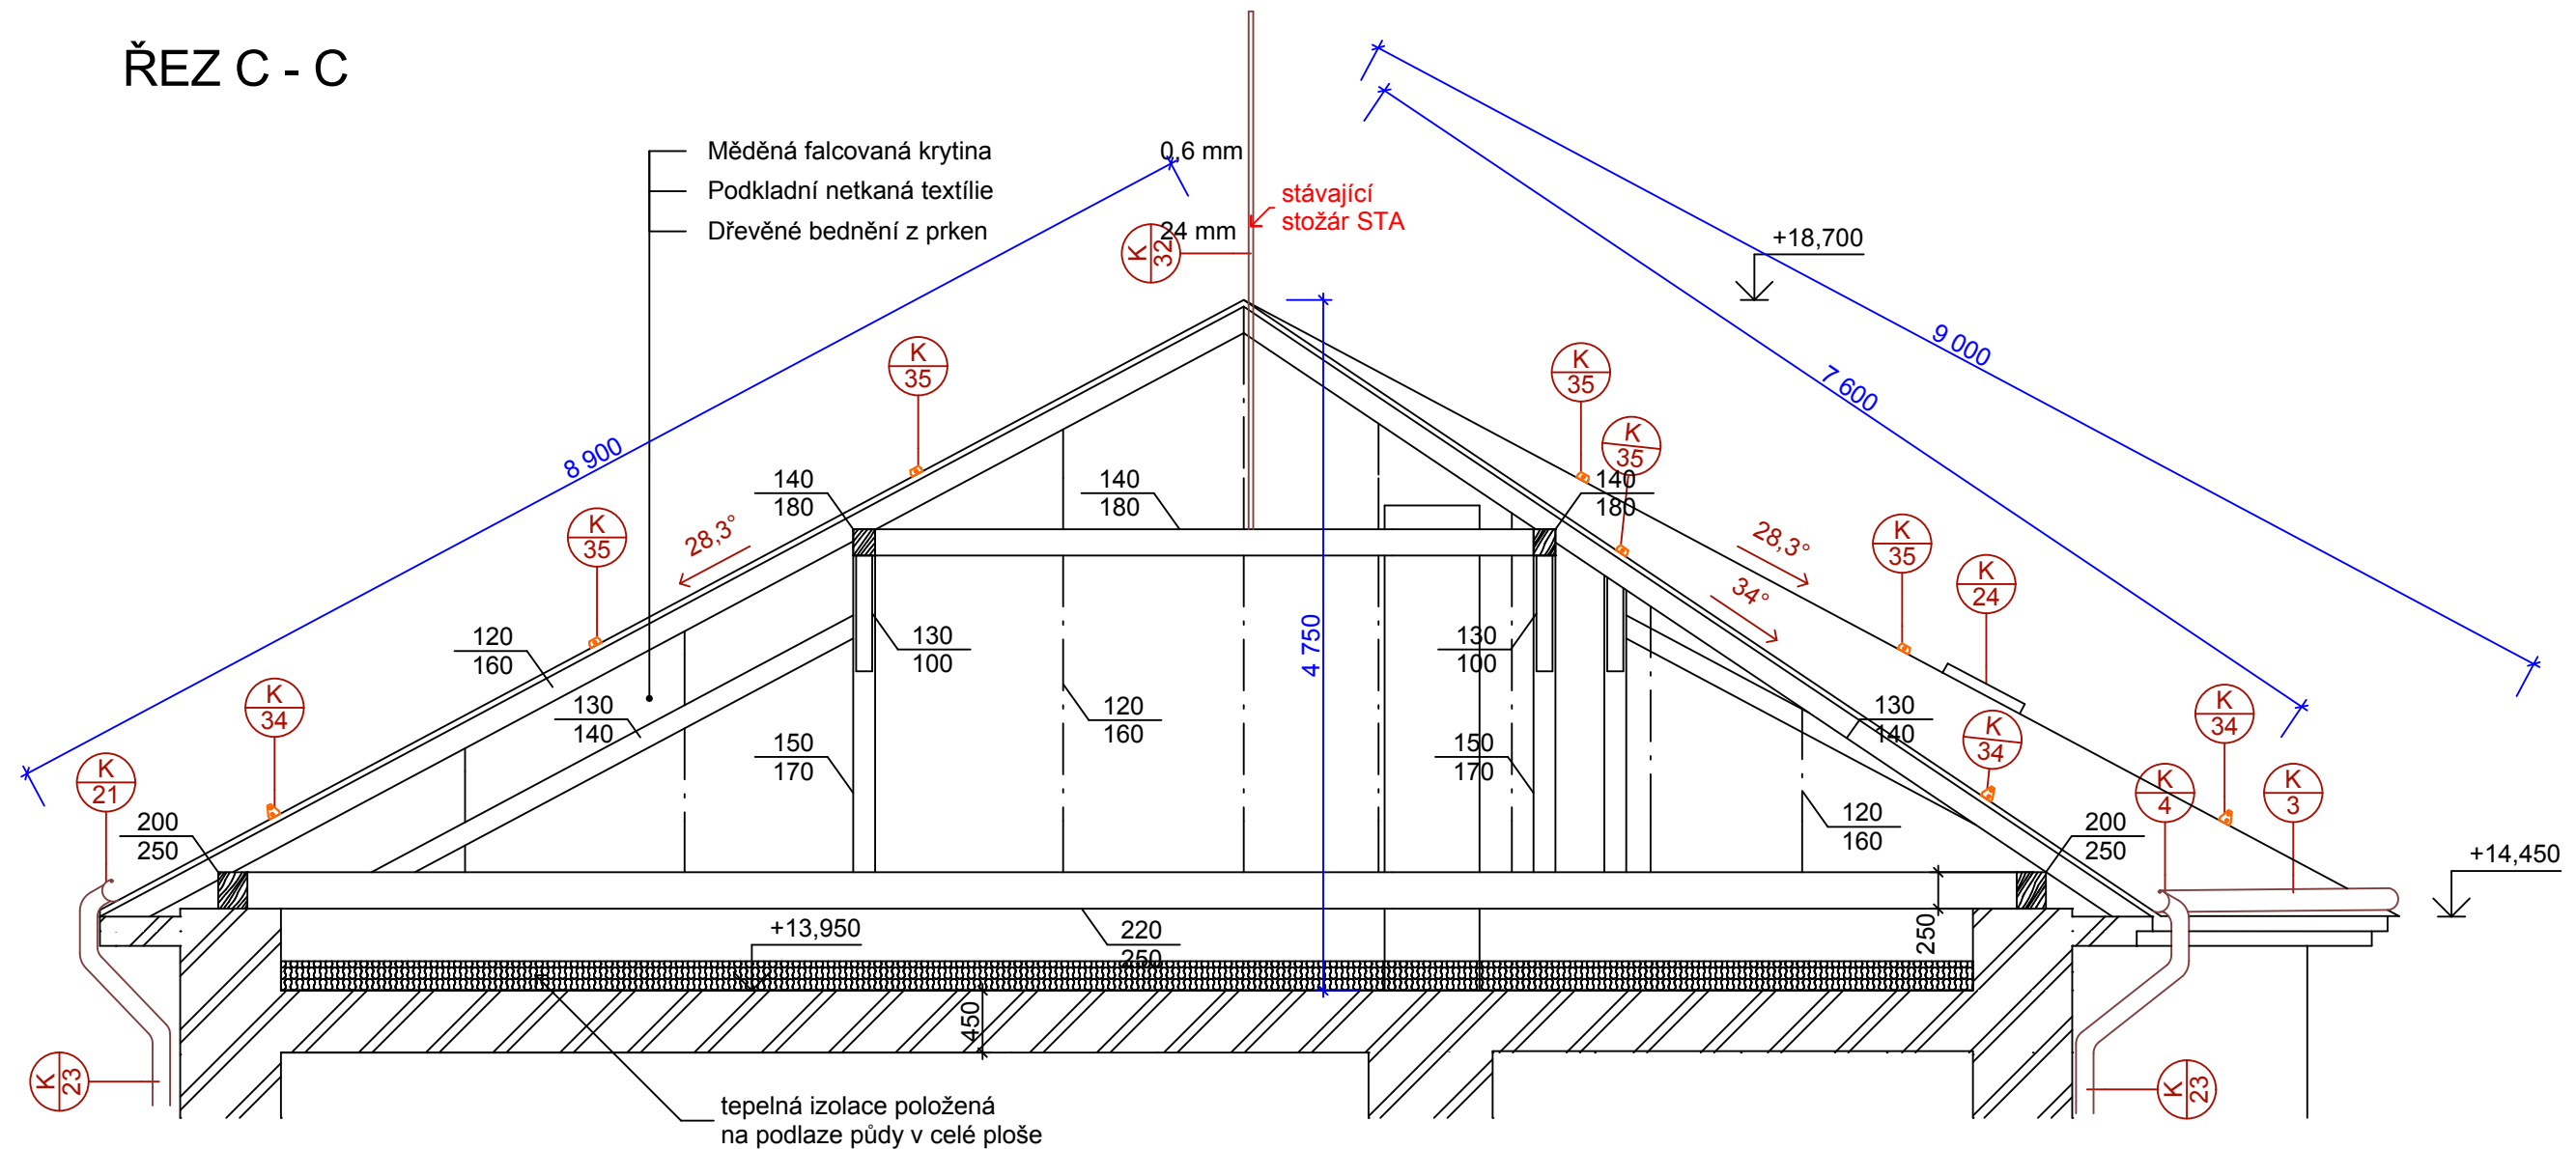 ŘEZ C - C
Měděná falcovaná krytina 0,6 mm
Podkladní netkaná textílie
Dřevěné bednění z prken 24 mm
stávající
stožár STA
K
32
+18,700
9 000
7 600
8 900
K
35
K
35
K
35
140
180
140
180
140
180
K
35
28,3°
28,3°
K
35
K
24
34°
120
160
130
100
4 750
130
100
K
34
130
140
120
160
130
140
K
34
K
34
150
170
150
170
K
21
K
4
K
3
200
250
120
160
200
250
+14,450
+13,950
220
250
250
450
K
23
K
23
tepelná izolace položená
na podlaze půdy v celé ploše